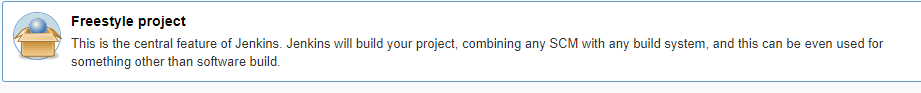 Freestyle project
This is the central feature of Jenkins. Jenkins will build your project, combining any SCM with any build system, and this can be even used for
something other than software build.